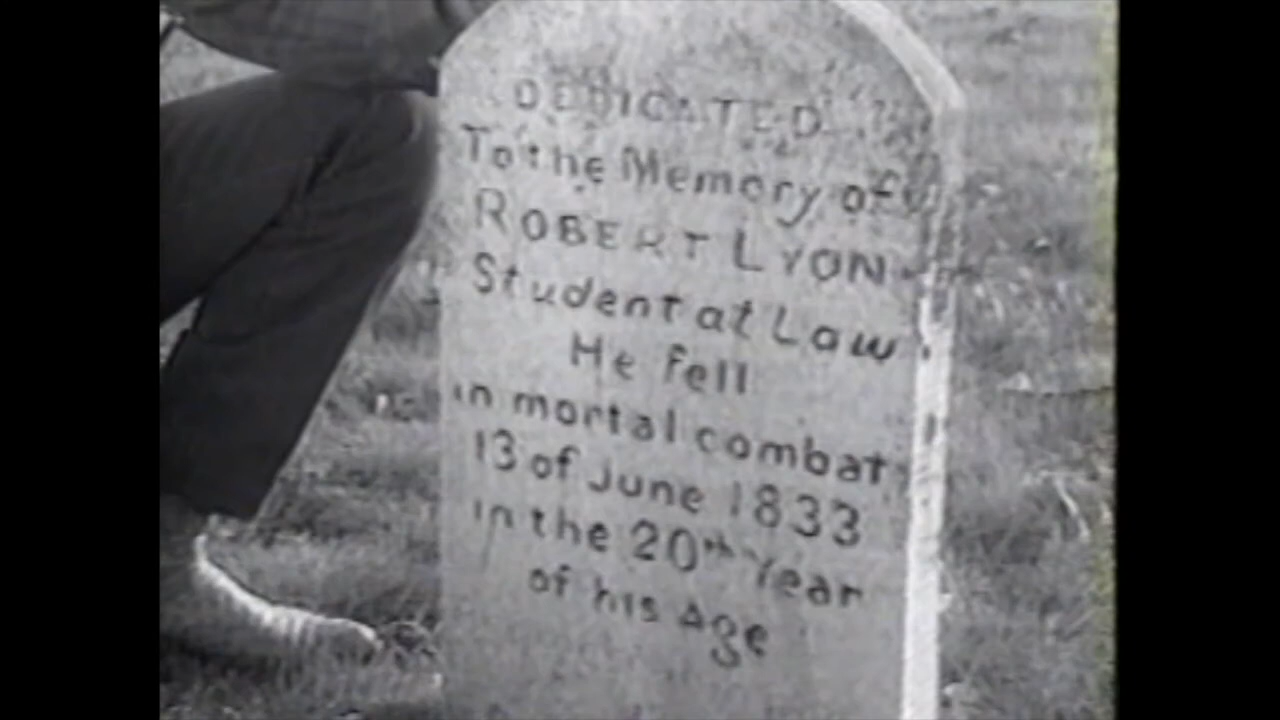 DEDICATED
To the Memory of
ROBERT LYON
Student at Law
He fell
in mortal combat
13 of June 1833
in the 20th Year
of his Age